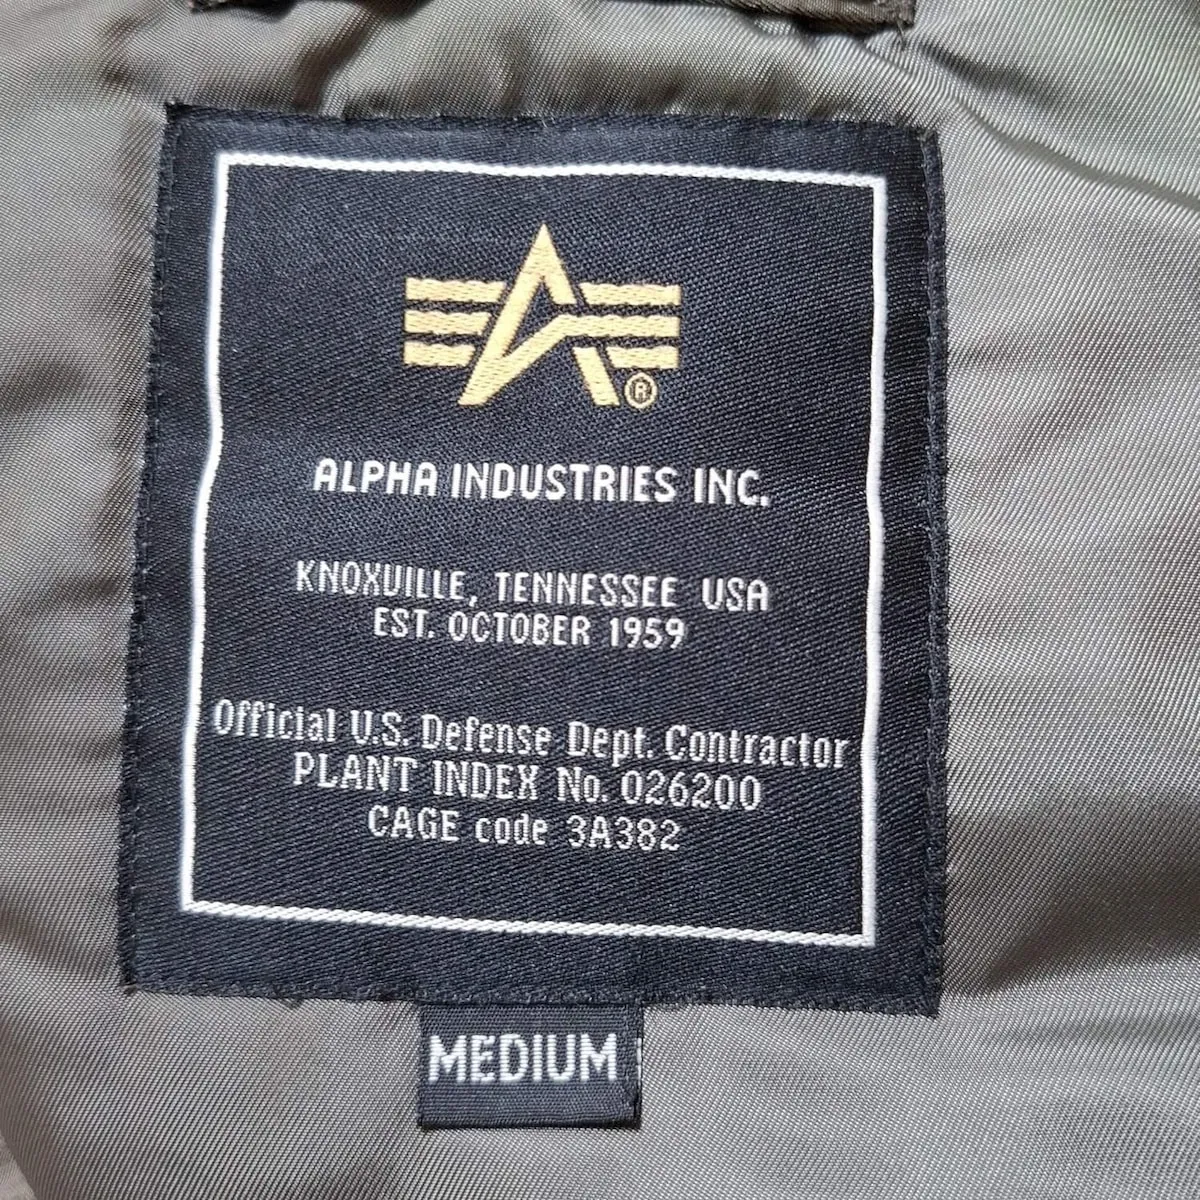 ®
ALPHA INDUSTRIES INC.
KNOXVILLE, TENNESSEE USA
EST. OCTOBER 1959
Official U.S. Defense Dept. Contractor
PLANT INDEX No. 026200
CAGE code 3A382
MEDIUM